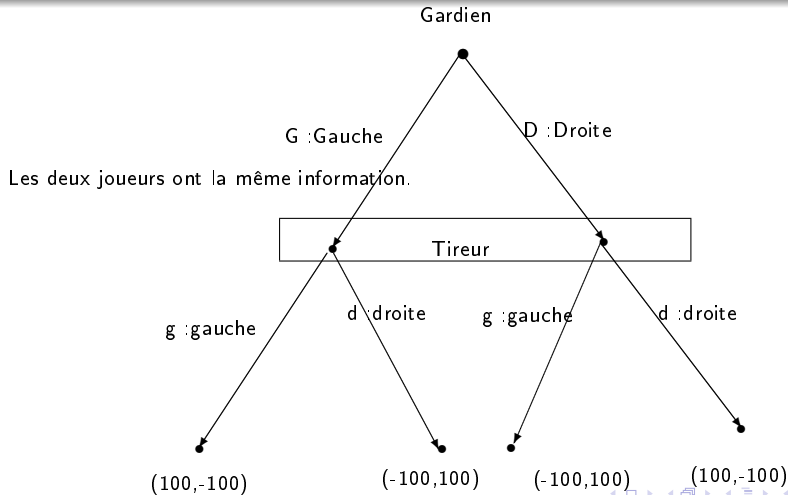 Gardien
G :Gauche
D :Droite
Les deux joueurs ont la même information.
Tireur
g :gauche
d :droite
g :gauche
d :droite
(100,-100)
(-100,100)
(-100,100)
(100,-100)